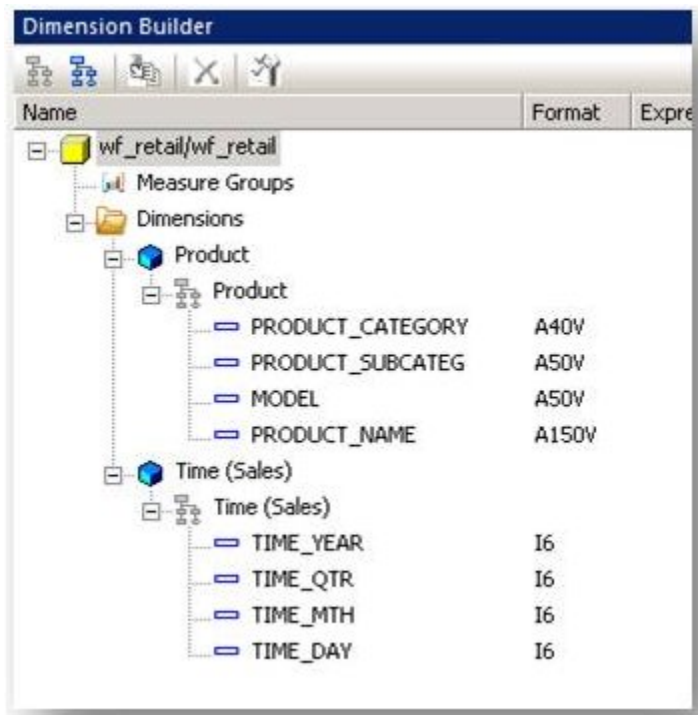 Dimension Builder
Name Format Expre
wf_retail/wf_retail
Measure Groups
Dimensions
Product
Product
PRODUCT_CATEGORY A40V
PRODUCT_SUBCATEG A50V
MODEL A50V
PRODUCT_NAME A150V
Time (Sales)
Time (Sales)
TIME_YEAR I6
TIME_QTR I6
TIME_MTH I6
TIME_DAY I6